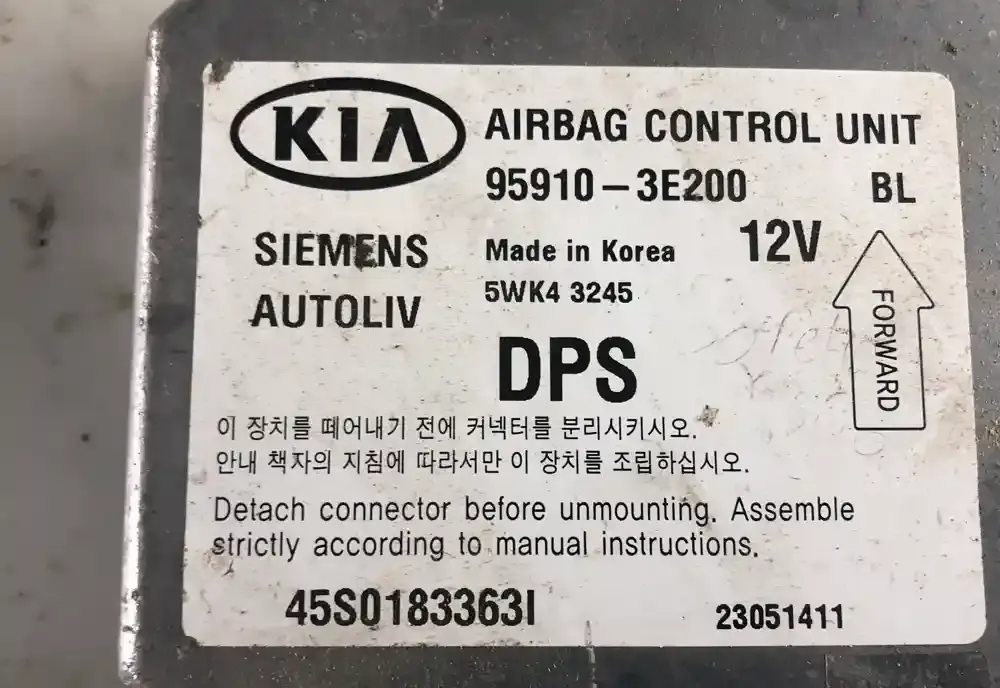 KIA AIRBAG CONTROL UNIT
95910-3E200 BL
SIEMENS Made in Korea 12V
AUTOLIV 5WK4 3245
DPS
FORWARD
이 장치를 떼어내기 전에 커넥터를 분리시키시오.
안내 책자의 지침에 따라서만 이 장치를 조립하십시오.
Detach connector before unmounting. Assemble
strictly according to manual instructions.
45S0183363I 23051411